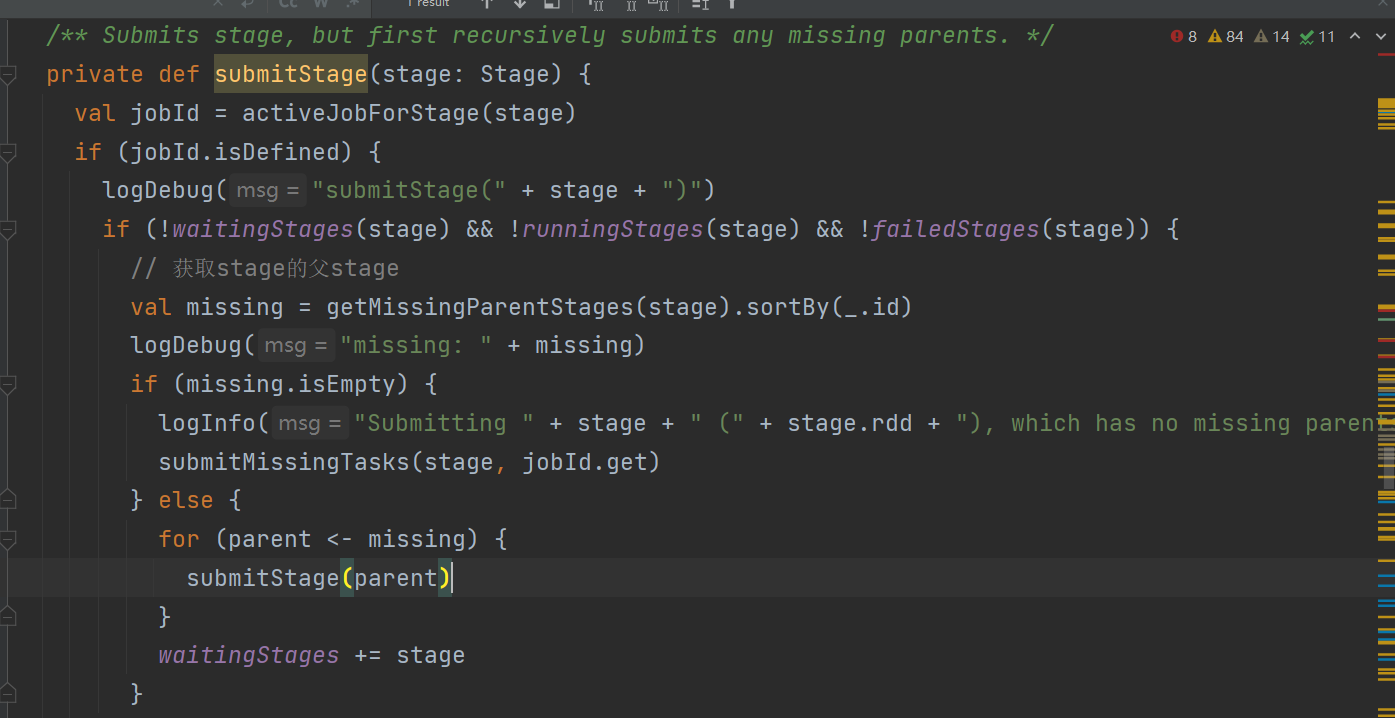 Cc W .* 1 result
/** Submits stage, but first recursively submits any missing parents. */ 8 84 14 11
private def submitStage(stage: Stage) {
val jobId = activeJobForStage(stage)
if (jobId.isDefined) {
logDebug( msg = "submitStage(" + stage + ")")
if (!waitingStages(stage) && !runningStages(stage) && !failedStages(stage)) {
// 获取stage的父stage
val missing = getMissingParentStages(stage).sortBy(_.id)
logDebug( msg = "missing: " + missing)
if (missing.isEmpty) {
logInfo( msg = "Submitting " + stage + " (" + stage.rdd + "), which has no missing parent
submitMissingTasks(stage, jobId.get)
} else {
for (parent <- missing) {
submitStage(parent)
}
waitingStages += stage
}